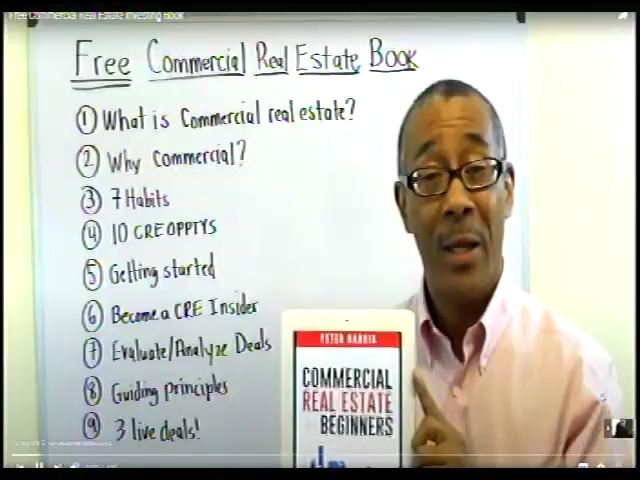 Free Commercial Real Estate Investing Book
Free Commercial Real Estate Book
1 What is Commercial real estate?
2 Why Commercial?
3 7 Habits
4 10 CRE OPPTYS
5 Getting started
6 Become a CRE Insider
7 Evaluate/Analyze Deals
8 Guiding principles
9 3 live deals!
PETER HARRIS
COMMERCIAL
REAL ESTATE
BEGINNERS